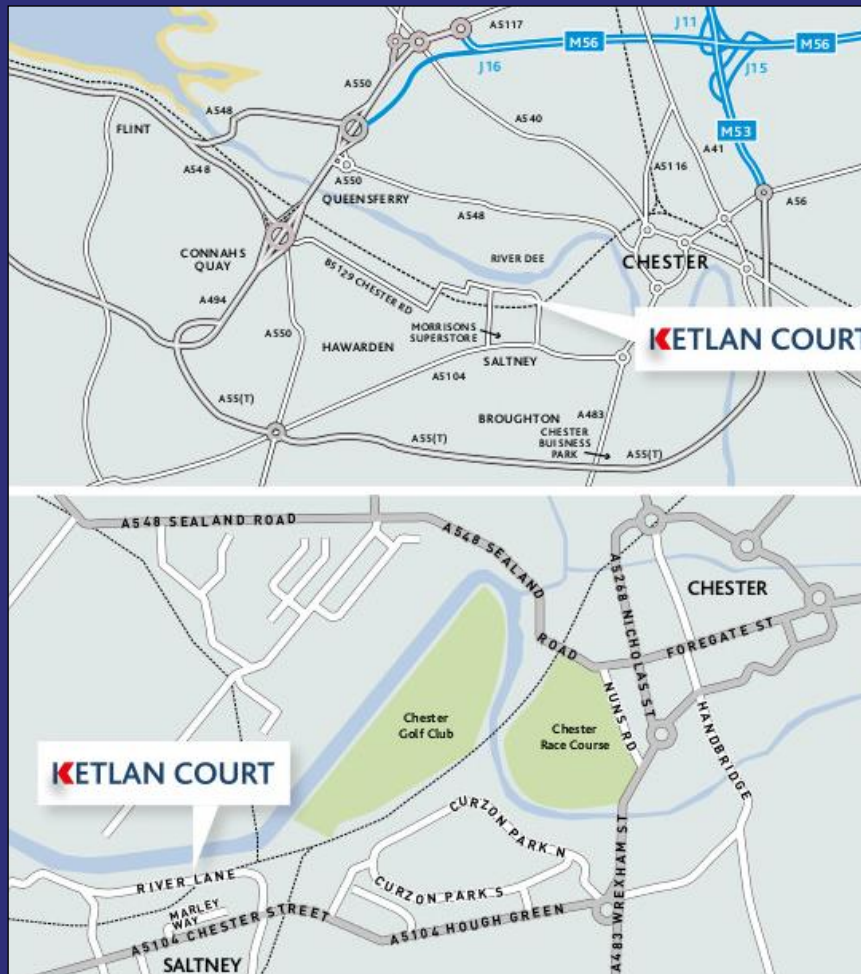 A5117
J11
M56
M56
J16
J15
A550
A548
FLINT
A540
M53
A41
A5116
A548
A550
QUEENSFERRY
A548
A56
CONNAHS
QUAY
RIVER DEE
CHESTER
B5129 CHESTER RD
A494
A550
HAWARDEN
MORRISONS
SUPERSTORE
KETLAN COURT
SALTNEY
A5104
A55(T)
BROUGHTON
A483
CHESTER
BUISNESS
PARK
A55(T)
A55(T)
A548 SEALAND ROAD
A548 SEALAND
ROAD
A5268 NICHOLAS ST
CHESTER
FOREGATE ST
NUNS RD
HANDBRIDGE
Chester
Golf Club
Chester
Race Course
KETLAN COURT
CURZON PARK N
CURZON PARK S
RIVER LANE
MARLEY
WAY
A5104 CHESTER STREET
A5104 HOUGH GREEN
A483 WREXHAM ST
SALTNEY